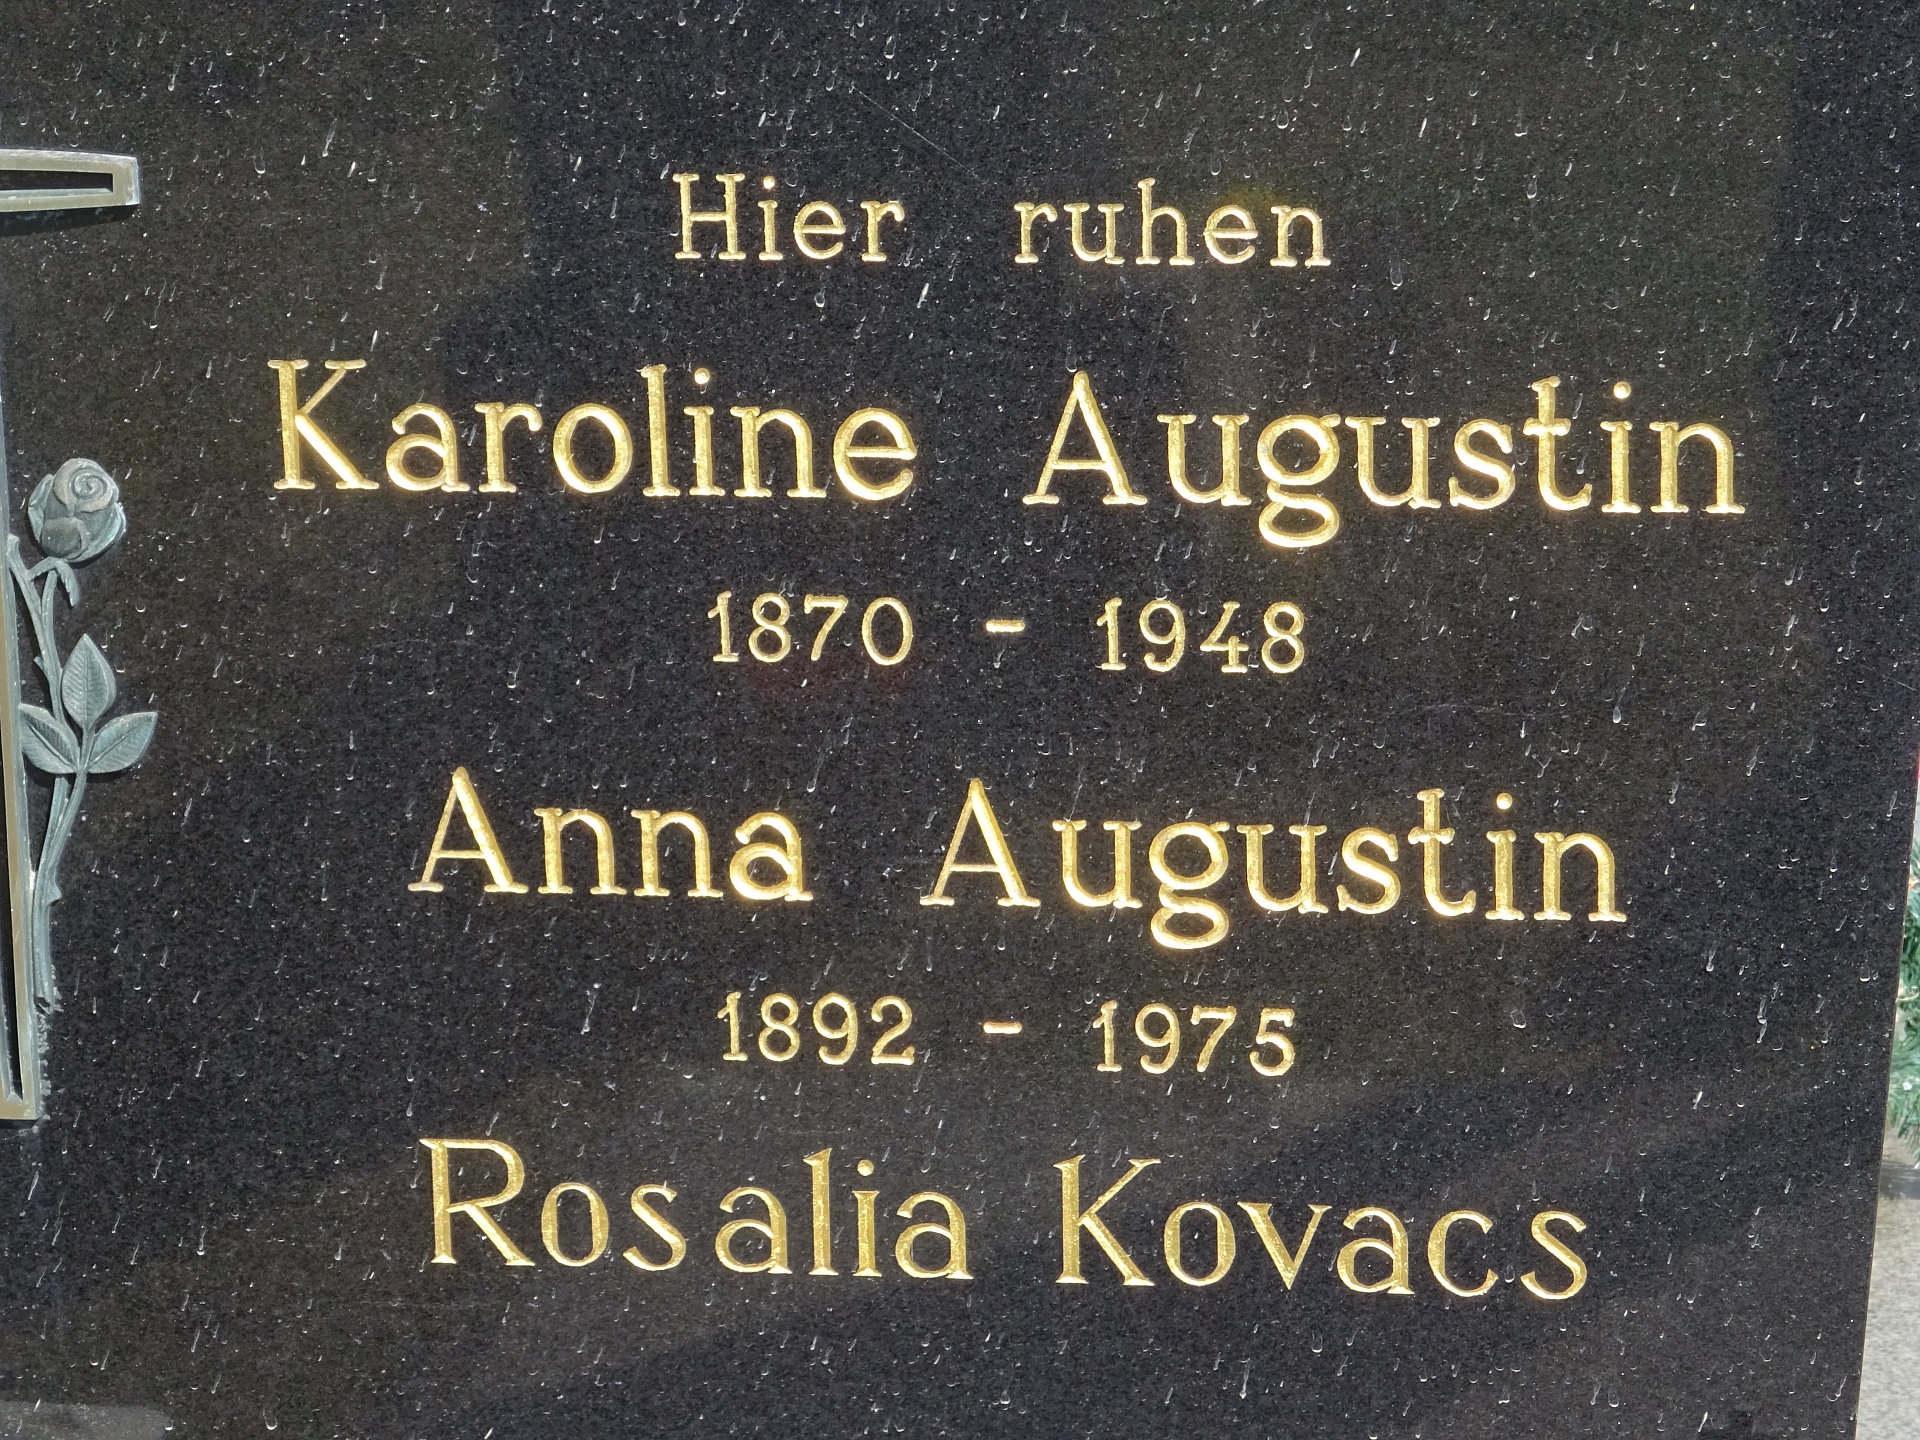 Hier ruhen
Karoline Augustin
1870 - 1948
Anna Augustin
1892 - 1975
Rosalia Kovacs